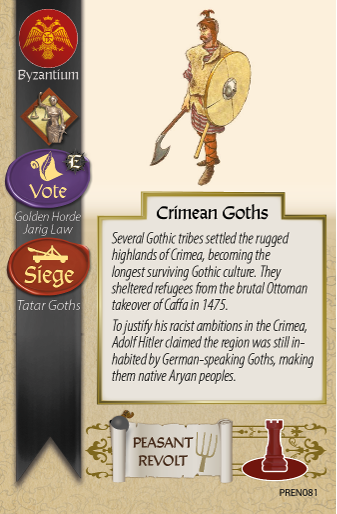 Byzantium
E
Vote
Golden Horde
Jarig Law
Siege
Tatar Goths
Crimean Goths
Several Gothic tribes settled the rugged
highlands of Crimea, becoming the
longest surviving Gothic culture. They
sheltered refugees from the brutal Ottoman
takeover of Caffa in 1475.
To justify his racist ambitions in the Crimea,
Adolf Hitler claimed the region was still in-
habited by German-speaking Goths, making
them native Aryan peoples.
PEASANT
REVOLT
PREN081